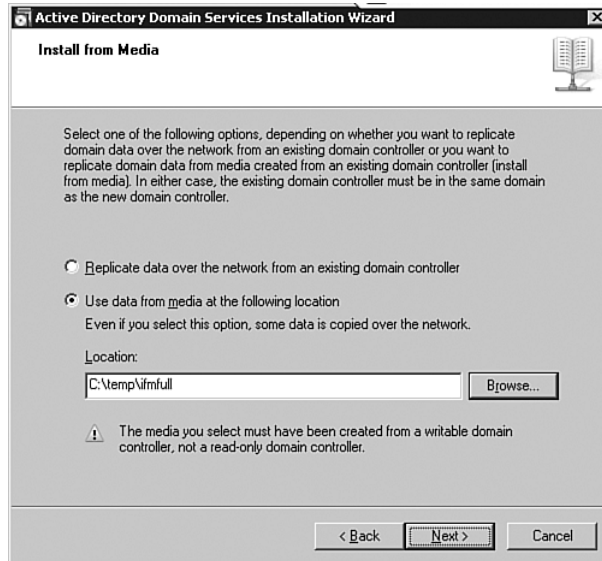 Active Directory Domain Services Installation Wizard
Install from Media
Select one of the following options, depending on whether you want to replicate
domain data over the network from an existing domain controller or you want to
replicate domain data from media created from an existing domain controller (install
from media). In either case, the existing domain controller must be in the same domain
as the new domain controller.
Replicate data over the network from an existing domain controller
Use data from media at the following location
Even if you select this option, some data is copied over the network.
Location:
C:\temp\ifmfull
Browse...
The media you select must have been created from a writable domain
controller, not a read-only domain controller.
< Back
Next >
Cancel